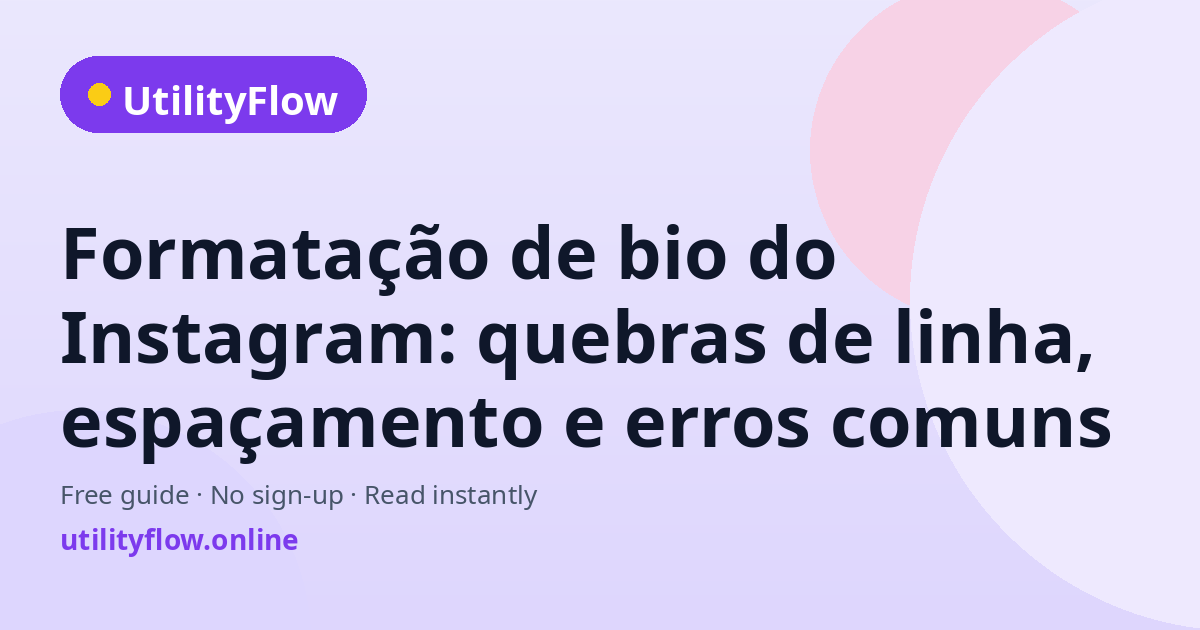 UtilityFlow
Formatação de bio do
Instagram: quebras de linha,
espaçamento e erros comuns
Free guide · No sign-up · Read instantly
utilityflow.online